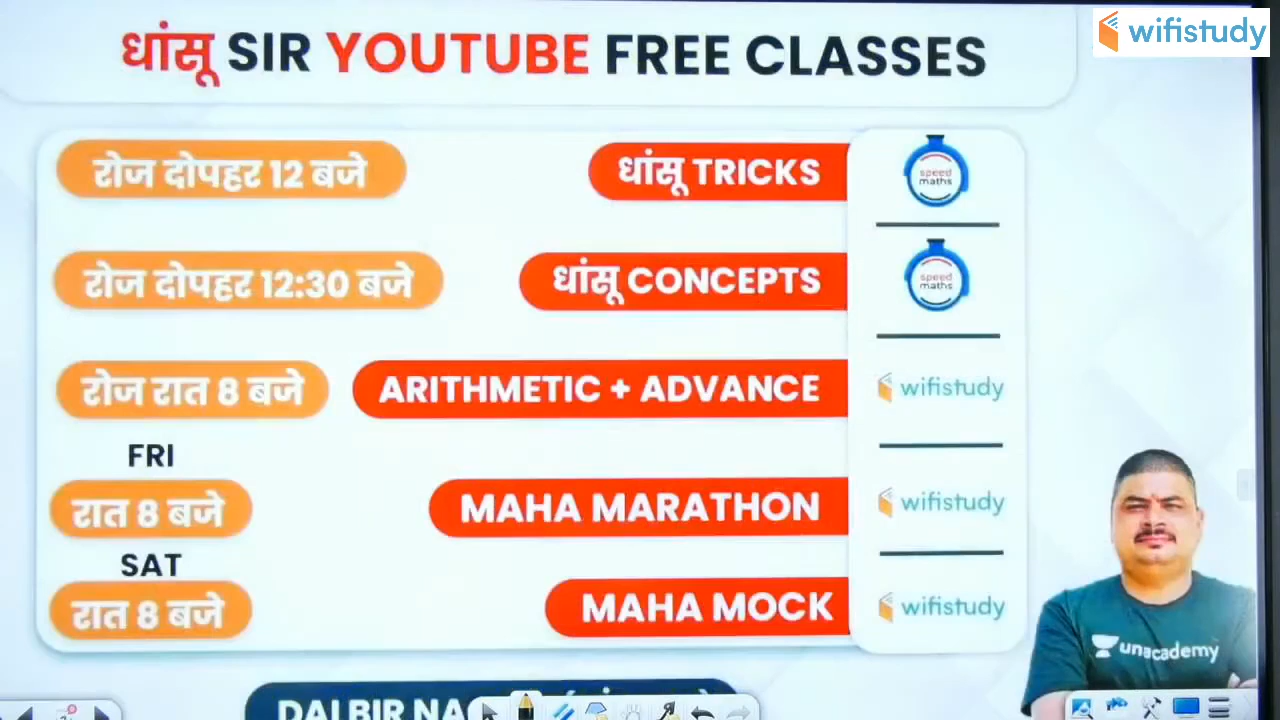 धांसू SIR YOUTUBE FREE CLASSES
wifistudy
रोज दोपहर 12 बजे
धांसू TRICKS
speed maths
रोज दोपहर 12:30 बजे
धांसू CONCEPTS
speed maths
रोज रात 8 बजे
ARITHMETIC + ADVANCE
wifistudy
FRI
रात 8 बजे
MAHA MARATHON
wifistudy
SAT
रात 8 बजे
MAHA MOCK
wifistudy
unacademy
DALBIR